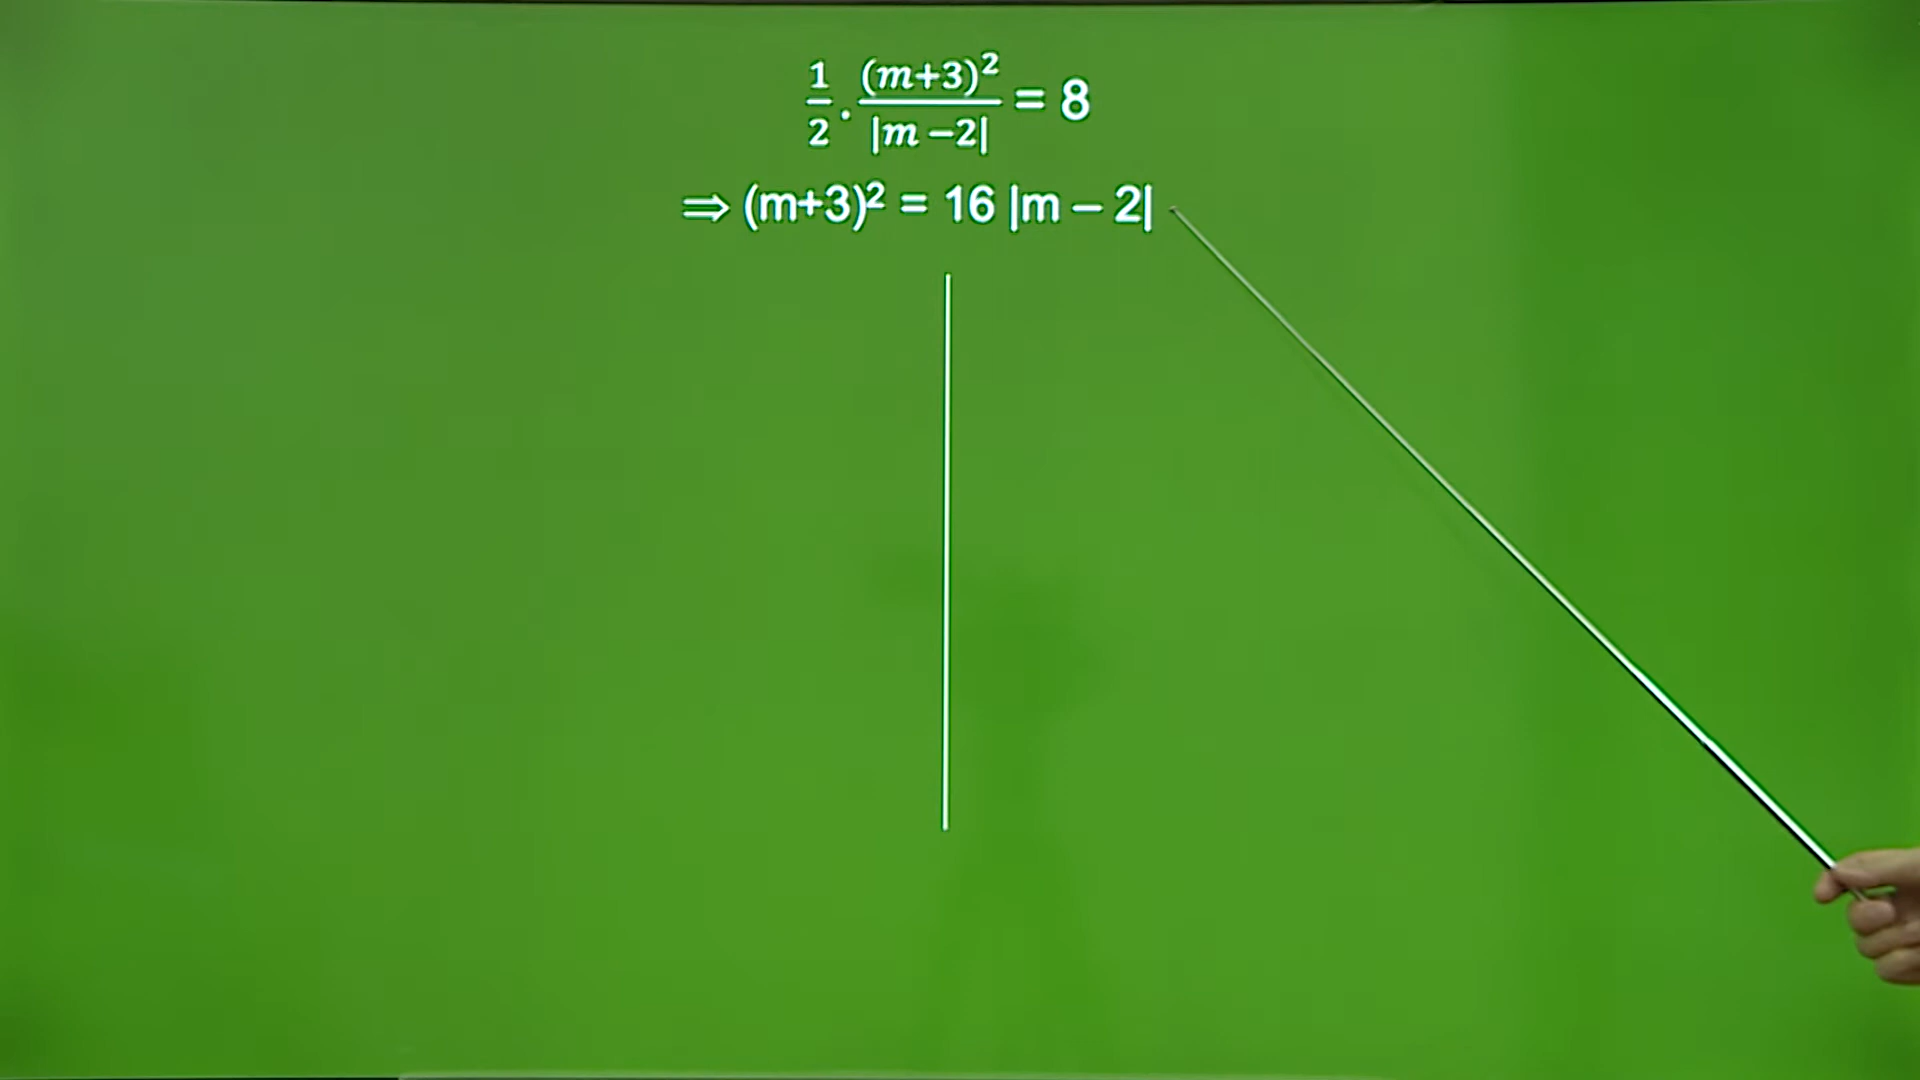 1/2 . (m+3)²/|m −2| = 8
⇒ (m+3)² = 16 |m – 2|